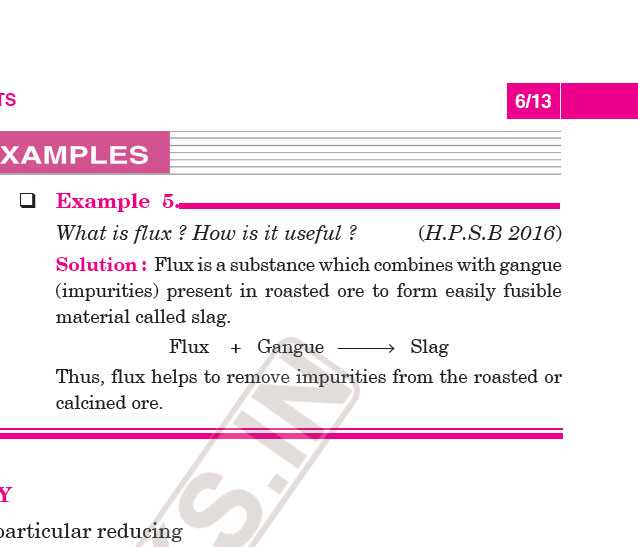 TS
6/13
XAMPLES
❑ Example 5.
What is flux ? How is it useful ? (H.P.S.B 2016)
Solution : Flux is a substance which combines with gangue
(impurities) present in roasted ore to form easily fusible
material called slag.
Flux + Gangue ⟶ Slag
Thus, flux helps to remove impurities from the roasted or
calcined ore.
Y
particular reducing
S.IN